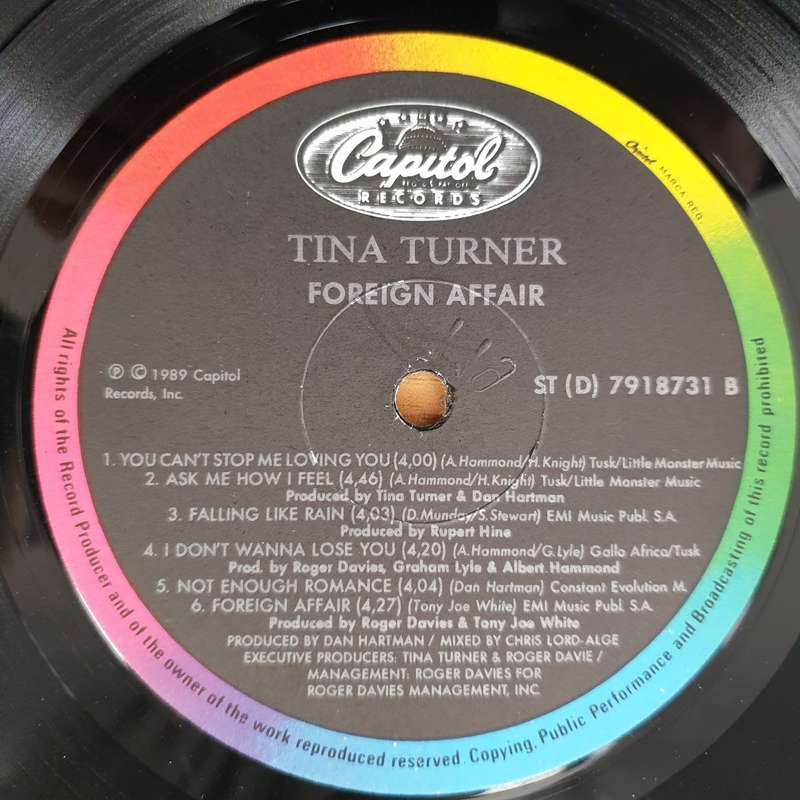 Capitol
RECORDS
Capitol MARCA REG.
TINA TURNER
FOREIGN AFFAIR
℗ © 1989 Capitol
Records, Inc.
ST (D) 7918731 B
1. YOU CAN'T STOP ME LOVING YOU (4,00) (A. Hammond/H. Knight) Tusk/Little Monster Music
2. ASK ME HOW I FEEL (4,46) (A. Hammond/H. Knight) Tusk/Little Monster Music
Produced by Tina Turner & Dan Hartman
3. FALLING LIKE RAIN (4,03) (D. Munday/S. Stewart) EMI Music Publ. S.A.
Produced by Rupert Hine
4. I DON'T WANNA LOSE YOU (4,20) (A. Hammond/G. Lyle) Gallo Africa/Tusk
Prod. by Roger Davies, Graham Lyle & Albert Hammond
5. NOT ENOUGH ROMANCE (4,04) (Dan Hartman) Constant Evolution M.
6. FOREIGN AFFAIR (4,27) (Tony Joe White) EMI Music Publ. S.A.
Produced by Roger Davies & Tony Joe White
PRODUCED BY DAN HARTMAN / MIXED BY CHRIS LORD-ALGE
EXECUTIVE PRODUCERS: TINA TURNER & ROGER DAVIE /
MANAGEMENT: ROGER DAVIES FOR
ROGER DAVIES MANAGEMENT, INC
All rights of the Record Producer and of the owner of the work reproduced reserved. Copying, Public Performance and Broadcasting of this record prohibited